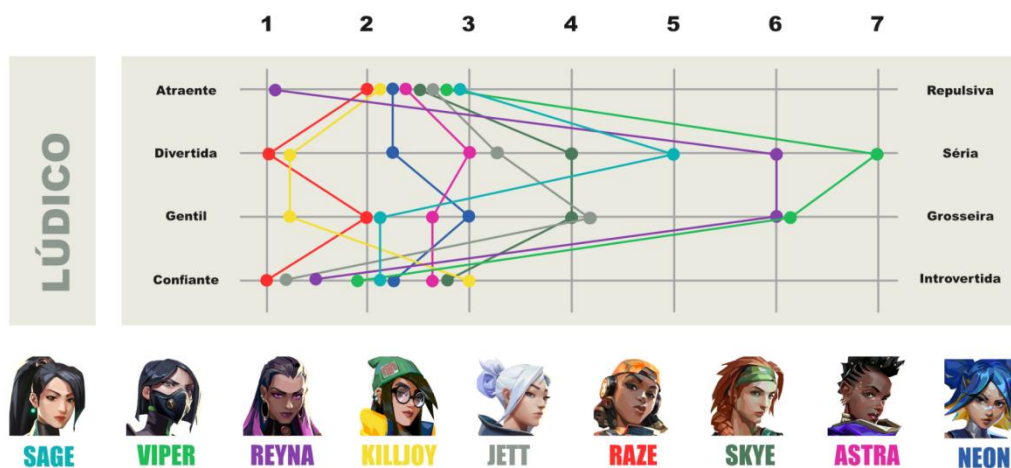 1 2 3 4 5 6 7
LÚDICO
Atraente Repulsiva
Divertida Séria
Gentil Grosseira
Confiante Introvertida
SAGE VIPER REYNA KILLJOY JETT RAZE SKYE ASTRA NEON